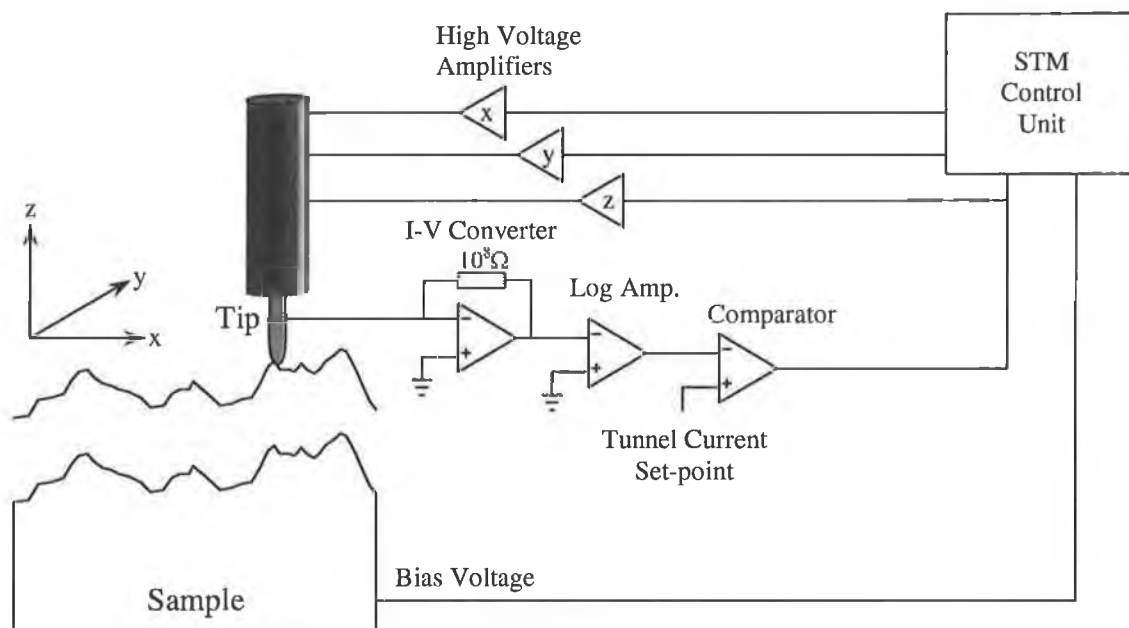 High Voltage
Amplifiers
STM
Control
Unit
x
y
z
z
y
x
I-V Converter
10⁸Ω
Log Amp.
Comparator
Tip
−
+
−
+
−
+
Tunnel Current
Set-point
Bias Voltage
Sample